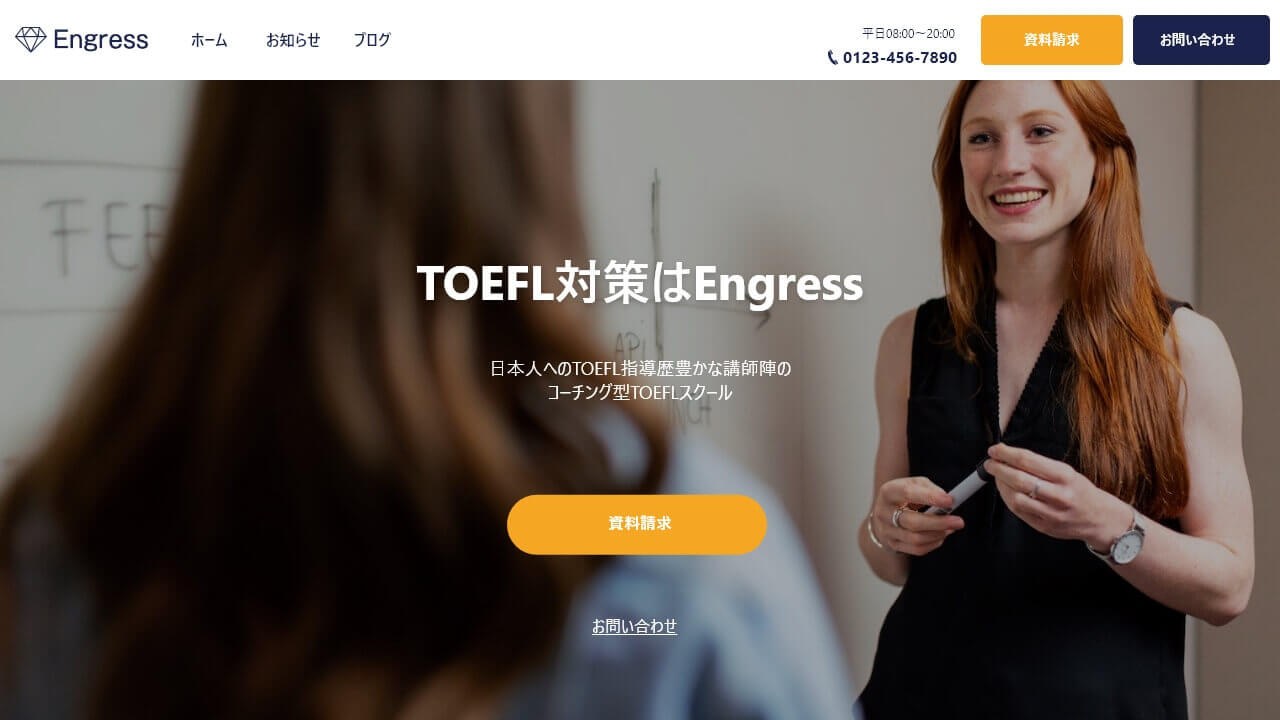 Engress
ホーム
お知らせ
ブログ
平日08:00〜20:00
0123-456-7890
資料請求
お問い合わせ
FEE
TOEFL対策はEngress
API
日本人へのTOEFL指導歴豊かな講師陣の
コーチング型TOEFLスクール
資料請求
お問い合わせ